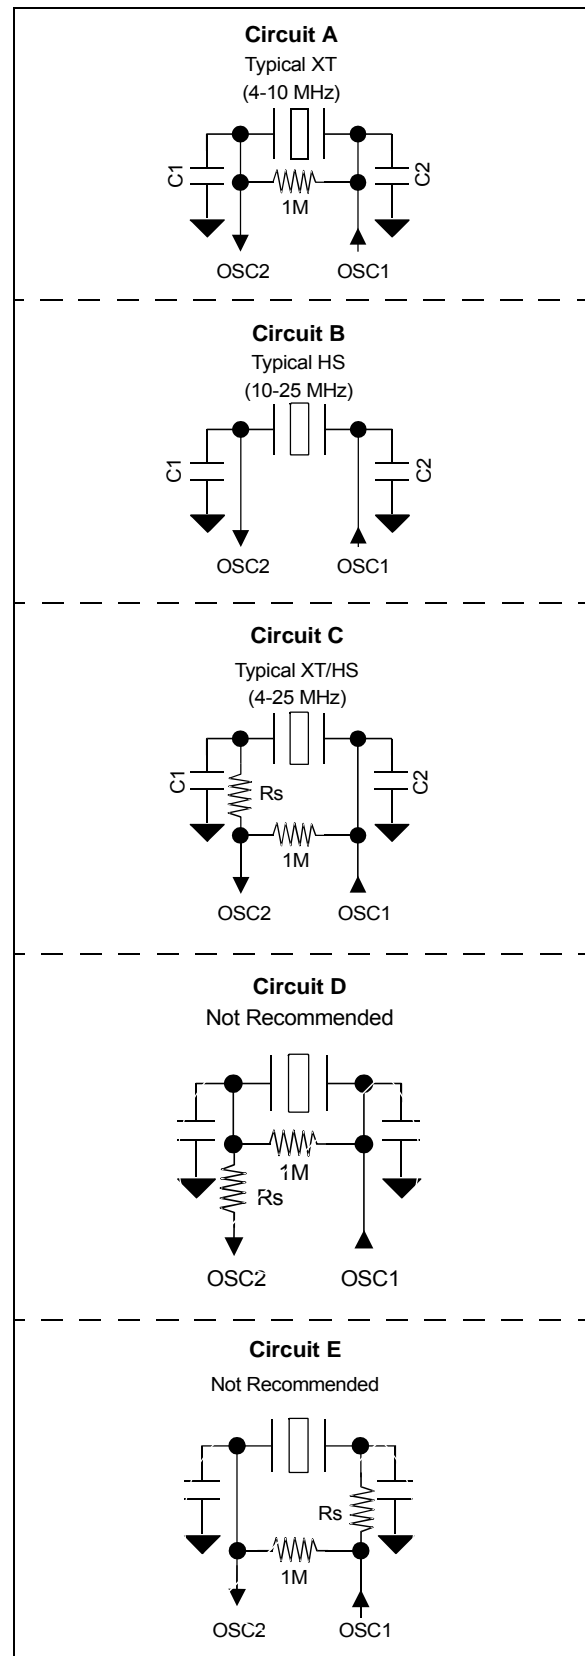 Circuit A
Typical XT
(4-10 MHz)
C1
C2
1M
OSC2 OSC1
Circuit B
Typical HS
(10-25 MHz)
C1
C2
OSC2 OSC1
Circuit C
Typical XT/HS
(4-25 MHz)
C1
Rs
C2
1M
OSC2 OSC1
Circuit D
Not Recommended
1M
Rs
OSC2 OSC1
Circuit E
Not Recommended
Rs
1M
OSC2 OSC1